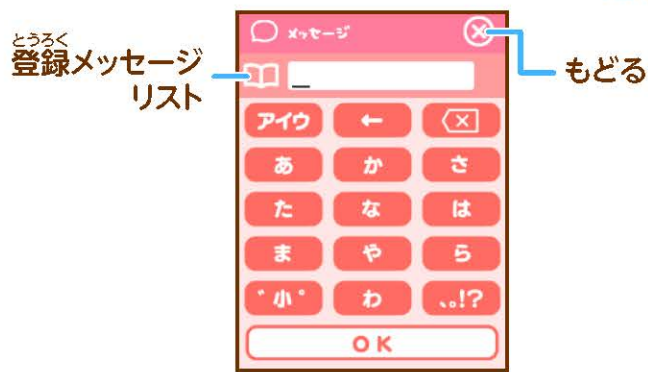 メッセージ
とうろく
登録メッセージ
リスト
もどる
アイウ ←
あ か さ
た な は
ま や ら
゛小゜ わ 、。!?
OK